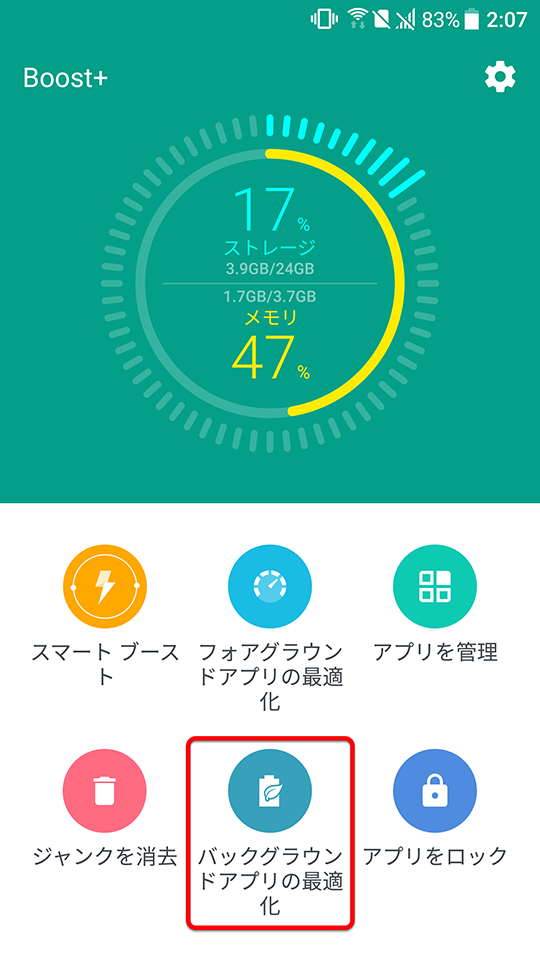 83% 2:07
Boost+
17%
ストレージ
3.9GB/24GB
1.7GB/3.7GB
メモリ
47%
スマート ブース
ト
フォアグラウン
ドアプリの最適
化
アプリを管理
ジャンクを消去
バックグラウン
ドアプリの最適
化
アプリをロック